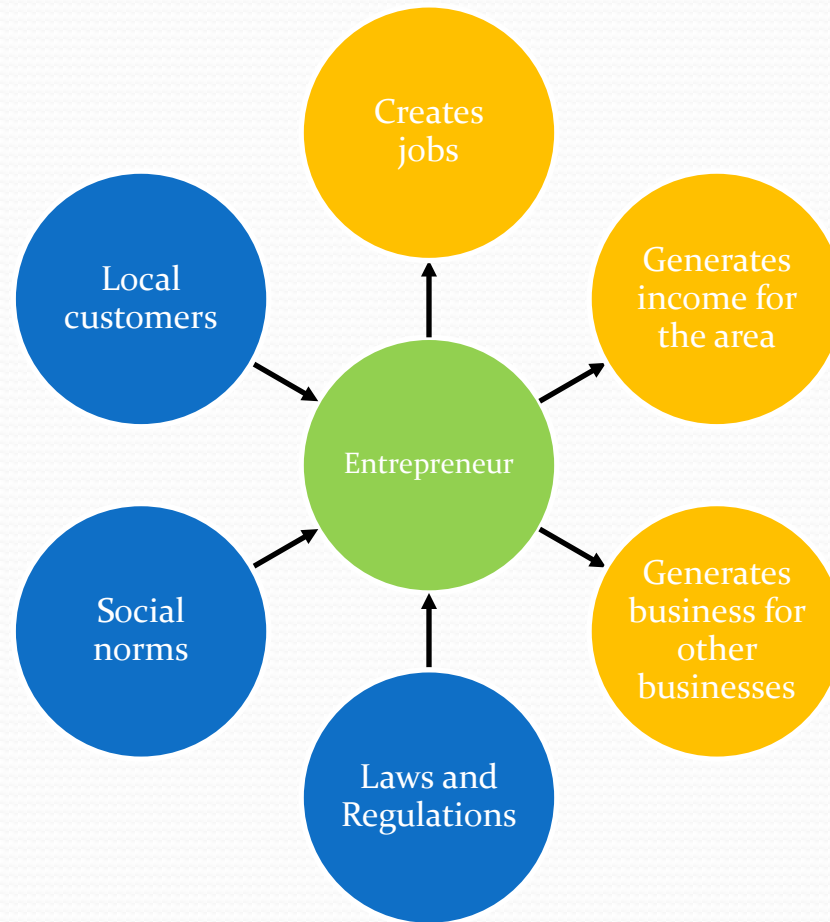 Creates
jobs
Local
customers
Generates
income for
the area
Entrepreneur
Social
norms
Generates
business for
other
businesses
Laws and
Regulations